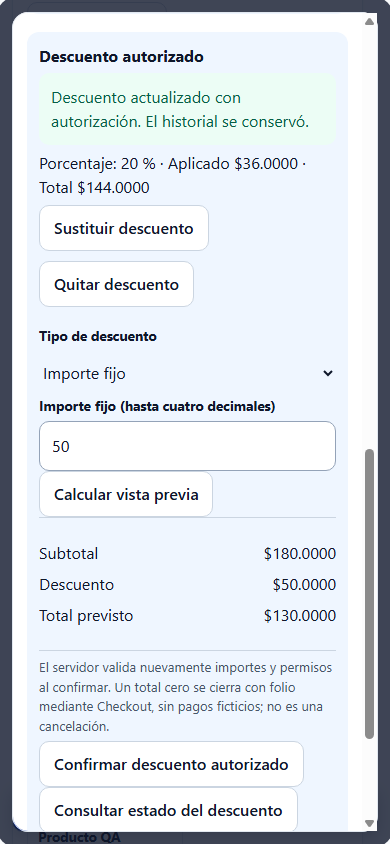 Descuento autorizado
Descuento actualizado con
autorización. El historial se conservó.
Porcentaje: 20 % · Aplicado $36.0000 ·
Total $144.0000
Sustituir descuento
Quitar descuento
Tipo de descuento
Importe fijo
Importe fijo (hasta cuatro decimales)
50
Calcular vista previa
Subtotal $180.0000
Descuento $50.0000
Total previsto $130.0000
El servidor valida nuevamente importes y permisos
al confirmar. Un total cero se cierra con folio
mediante Checkout, sin pagos ficticios; no es una
cancelación.
Confirmar descuento autorizado
Consultar estado del descuento
Producto QA